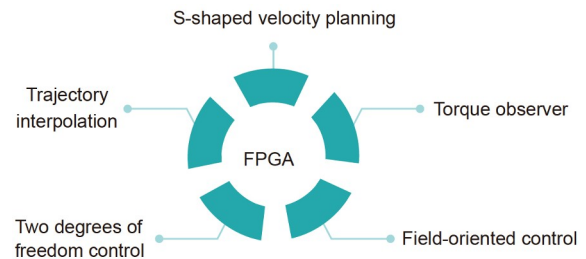 S-shaped velocity planning
Trajectory
interpolation
Torque observer
FPGA
Two degrees of
freedom control
Field-oriented control